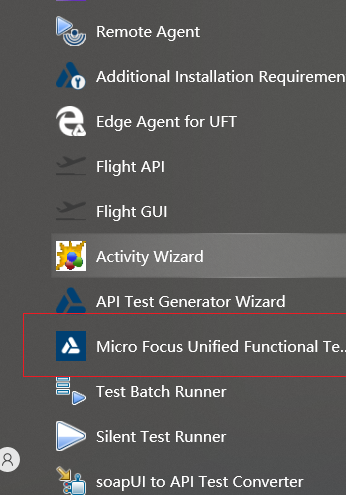 Remote Agent
Additional Installation Requiremen
Edge Agent for UFT
Flight API
Flight GUI
Activity Wizard
API Test Generator Wizard
Micro Focus Unified Functional Te...
Test Batch Runner
Silent Test Runner
soapUI to API Test Converter